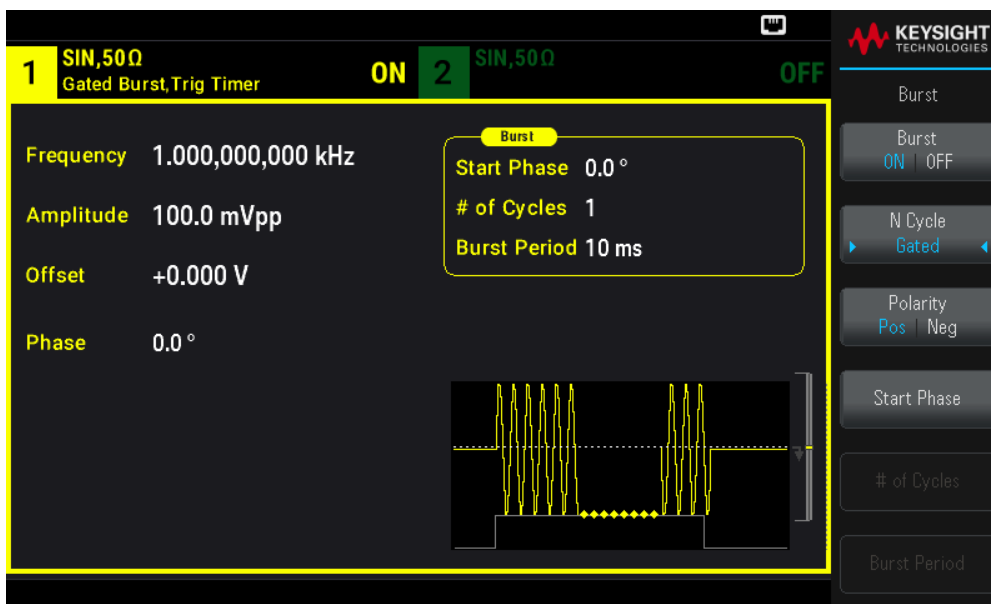 1
SIN,50Ω
Gated Burst,Trig Timer
ON
2
SIN,50Ω
OFF
Frequency 1.000,000,000 kHz
Amplitude 100.0 mVpp
Offset +0.000 V
Phase 0.0 °
Burst
Start Phase 0.0 °
# of Cycles 1
Burst Period 10 ms
KEYSIGHT
TECHNOLOGIES
Burst
Burst
ON | OFF
N Cycle
Gated
Polarity
Pos | Neg
Start Phase
# of Cycles
Burst Period